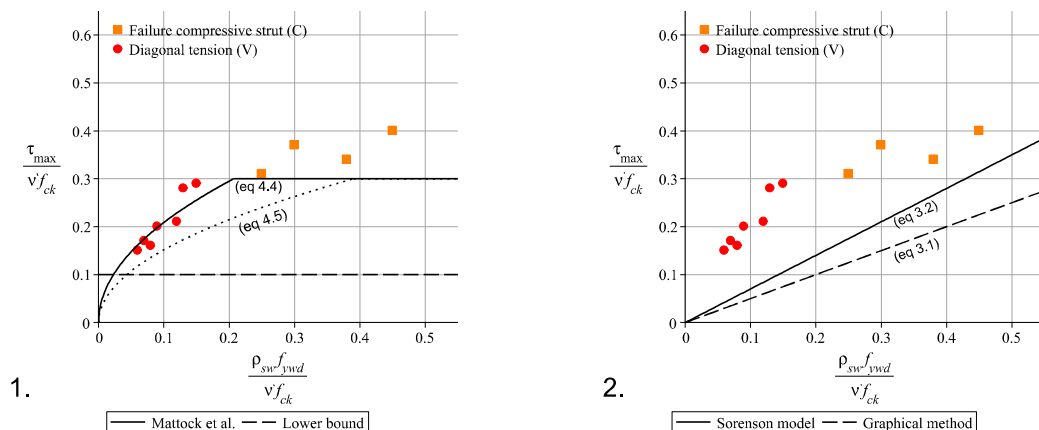 0.6
0.5
0.4
0.3
0.2
0.1
0
τmax
ν'fck
Failure compressive strut (C)
Diagonal tension (V)
(eq 4.4)
(eq 4.5)
0 0.1 0.2 0.3 0.4 0.5
ρsw fywd
ν'fck
1.
Mattock et al. Lower bound
0.6
0.5
0.4
0.3
0.2
0.1
0
τmax
ν'fck
Failure compressive strut (C)
Diagonal tension (V)
(eq 3.2)
(eq 3.1)
0 0.1 0.2 0.3 0.4 0.5
ρsw fywd
ν'fck
2.
Sorenson model Graphical method